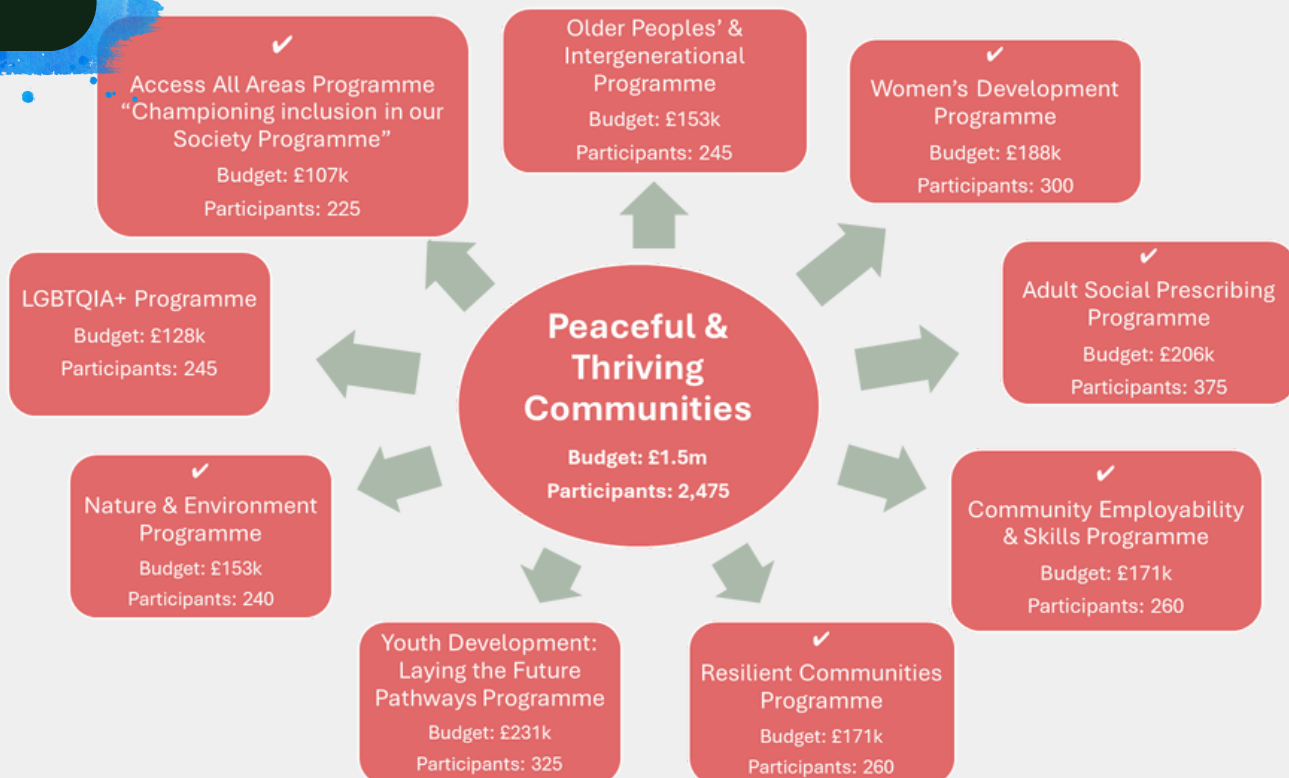 ✔
Access All Areas Programme
“Championing inclusion in our
Society Programme”
Budget: £107k
Participants: 225
Older Peoples’ &
Intergenerational
Programme
Budget: £153k
Participants: 245
✔
Women’s Development
Programme
Budget: £188k
Participants: 300
LGBTQIA+ Programme
Budget: £128k
Participants: 245
Peaceful &
Thriving
Communities
Budget: £1.5m
Participants: 2,475
✔
Adult Social Prescribing
Programme
Budget: £206k
Participants: 375
✔
Nature & Environment
Programme
Budget: £153k
Participants: 240
✔
Community Employability
& Skills Programme
Budget: £171k
Participants: 260
Youth Development:
Laying the Future
Pathways Programme
Budget: £231k
Participants: 325
✔
Resilient Communities
Programme
Budget: £171k
Participants: 260